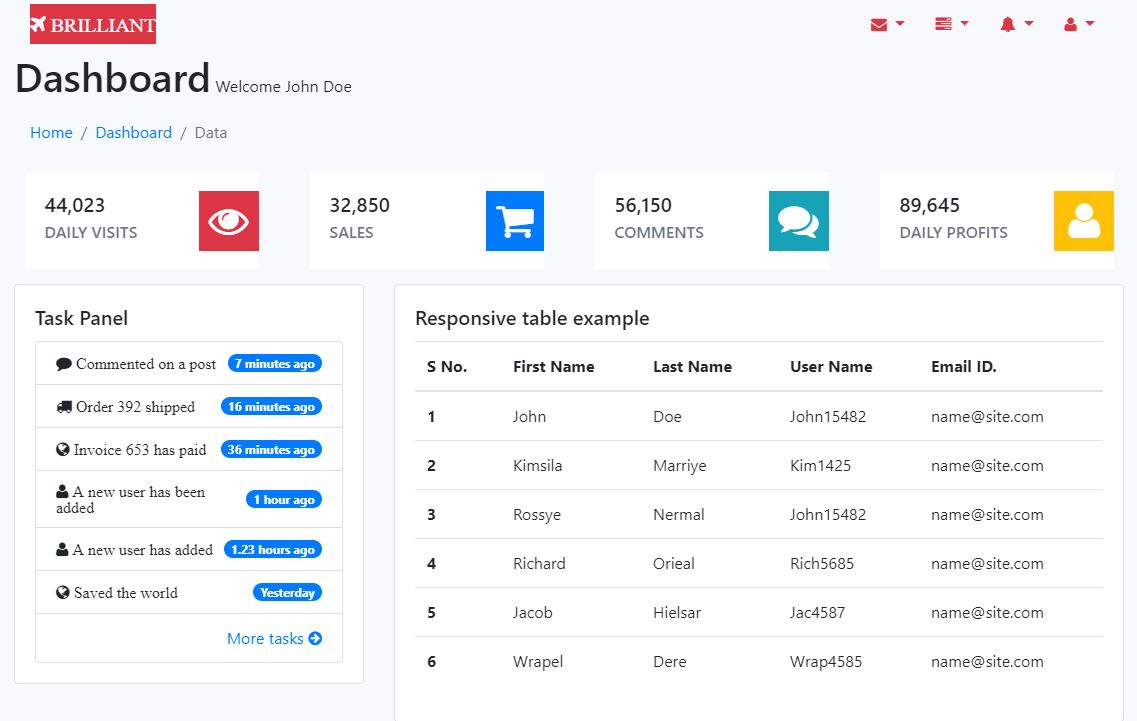 BRILLIANT
Dashboard Welcome John Doe
Home / Dashboard / Data
44,023
DAILY VISITS
32,850
SALES
56,150
COMMENTS
89,645
DAILY PROFITS
Task Panel
Commented on a post 7 minutes ago
Order 392 shipped 16 minutes ago
Invoice 653 has paid 36 minutes ago
A new user has been
added 1 hour ago
A new user has added 1.23 hours ago
Saved the world Yesterday
More tasks
Responsive table example
S No. First Name Last Name User Name Email ID.
1 John Doe John15482 name@site.com
2 Kimsila Marriye Kim1425 name@site.com
3 Rossye Nermal John15482 name@site.com
4 Richard Orieal Rich5685 name@site.com
5 Jacob Hielsar Jac4587 name@site.com
6 Wrapel Dere Wrap4585 name@site.com